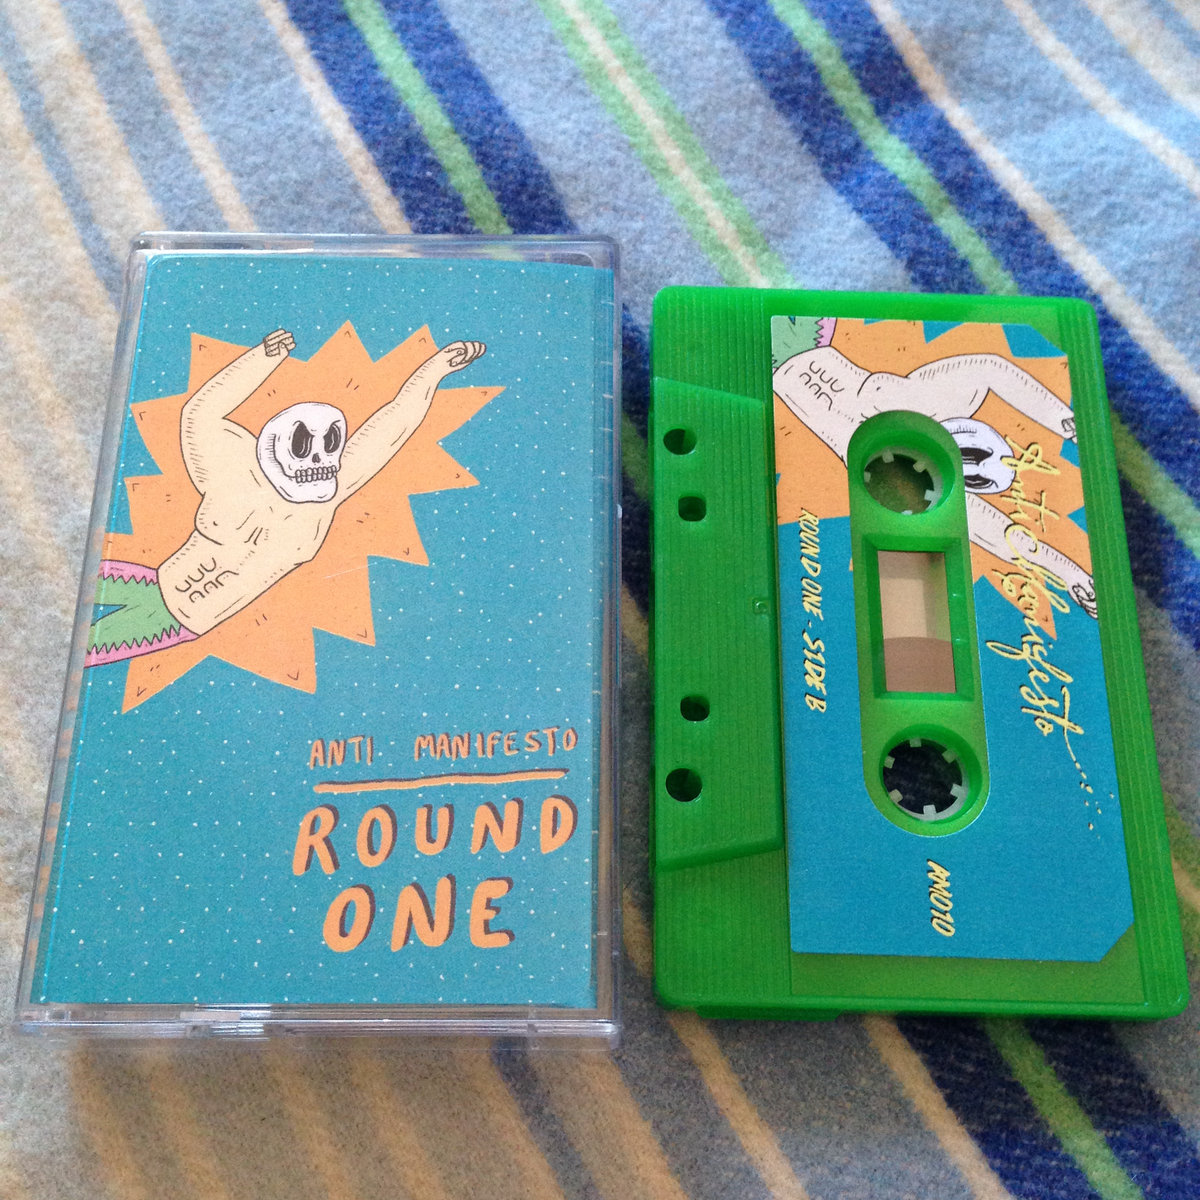 ANTI MANIFESTO
ROUND
ONE
Anti Manifesto
ROUND ONE - SIDE B
AM010